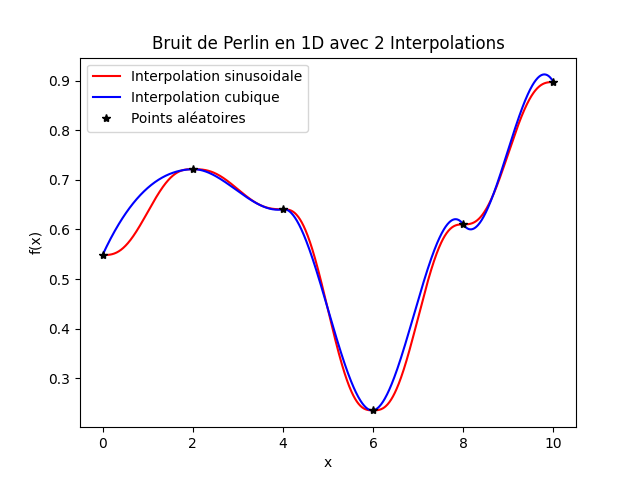 Bruit de Perlin en 1D avec 2 Interpolations
Interpolation sinusoidale
Interpolation cubique
Points aléatoires
f(x)
0.9
0.8
0.7
0.6
0.5
0.4
0.3
0 2 4 6 8 10
x